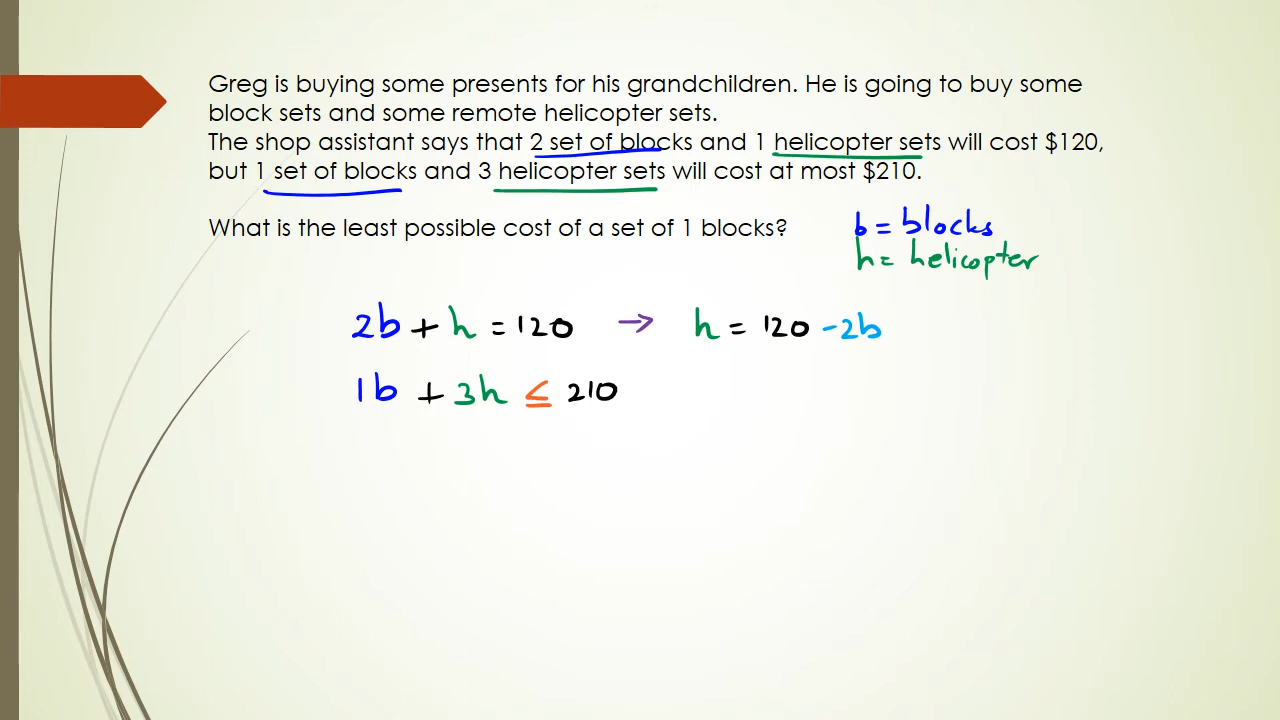 Greg is buying some presents for his grandchildren. He is going to buy some
block sets and some remote helicopter sets.
The shop assistant says that 2 set of blocks and 1 helicopter sets will cost $120,
but 1 set of blocks and 3 helicopter sets will cost at most $210.
What is the least possible cost of a set of 1 blocks?
b = blocks
h = helicopter
2b + h = 120 → h = 120 - 2b
1b + 3h ≤ 210